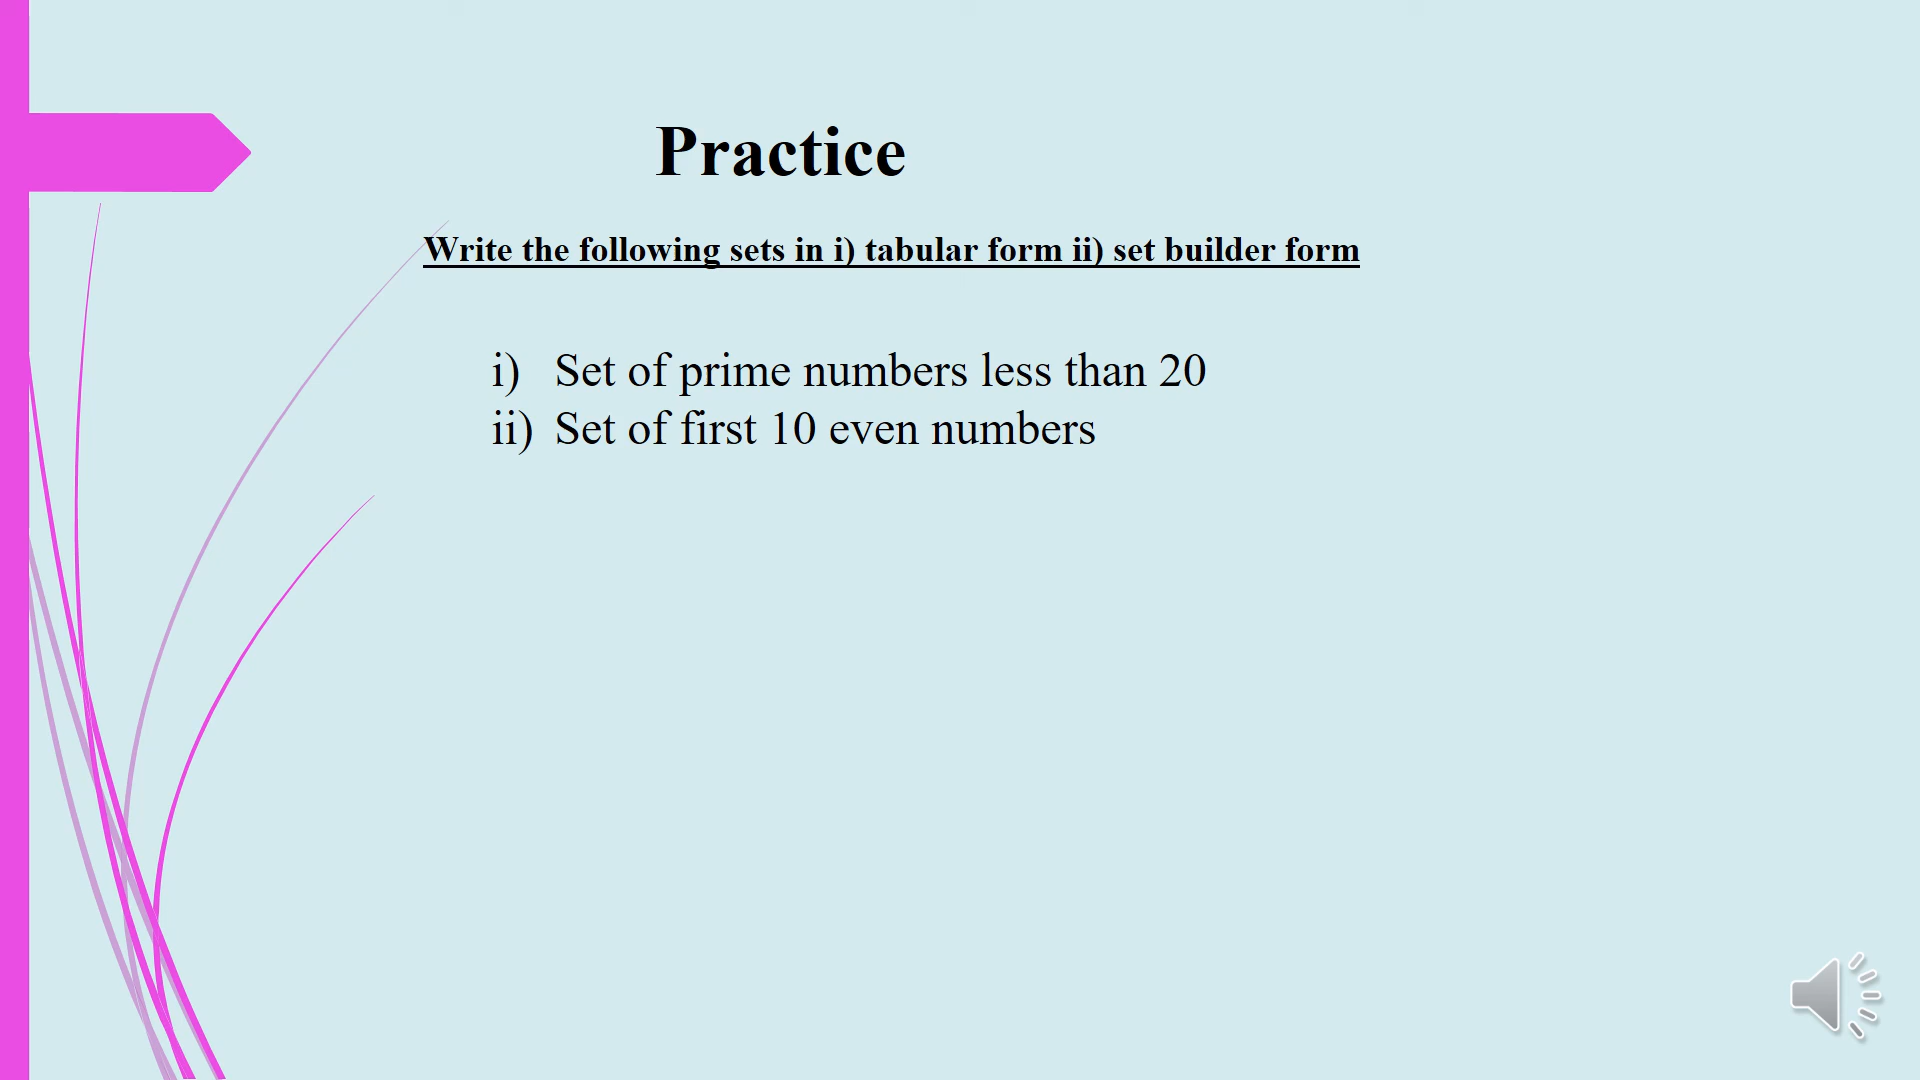 Practice
Write the following sets in i) tabular form ii) set builder form
i) Set of prime numbers less than 20
ii) Set of first 10 even numbers